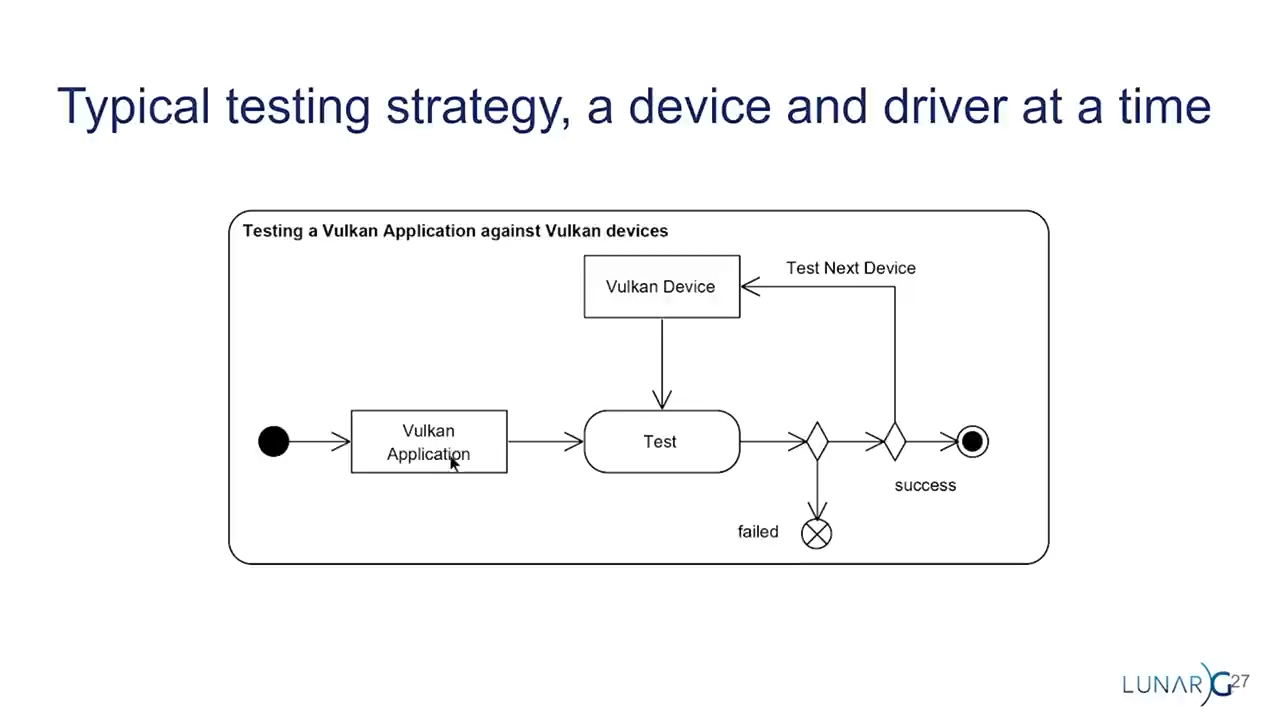 Typical testing strategy, a device and driver at a time
Testing a Vulkan Application against Vulkan devices
Test Next Device
Vulkan Device
Vulkan
Application
Test
success
failed
LUNARG 27